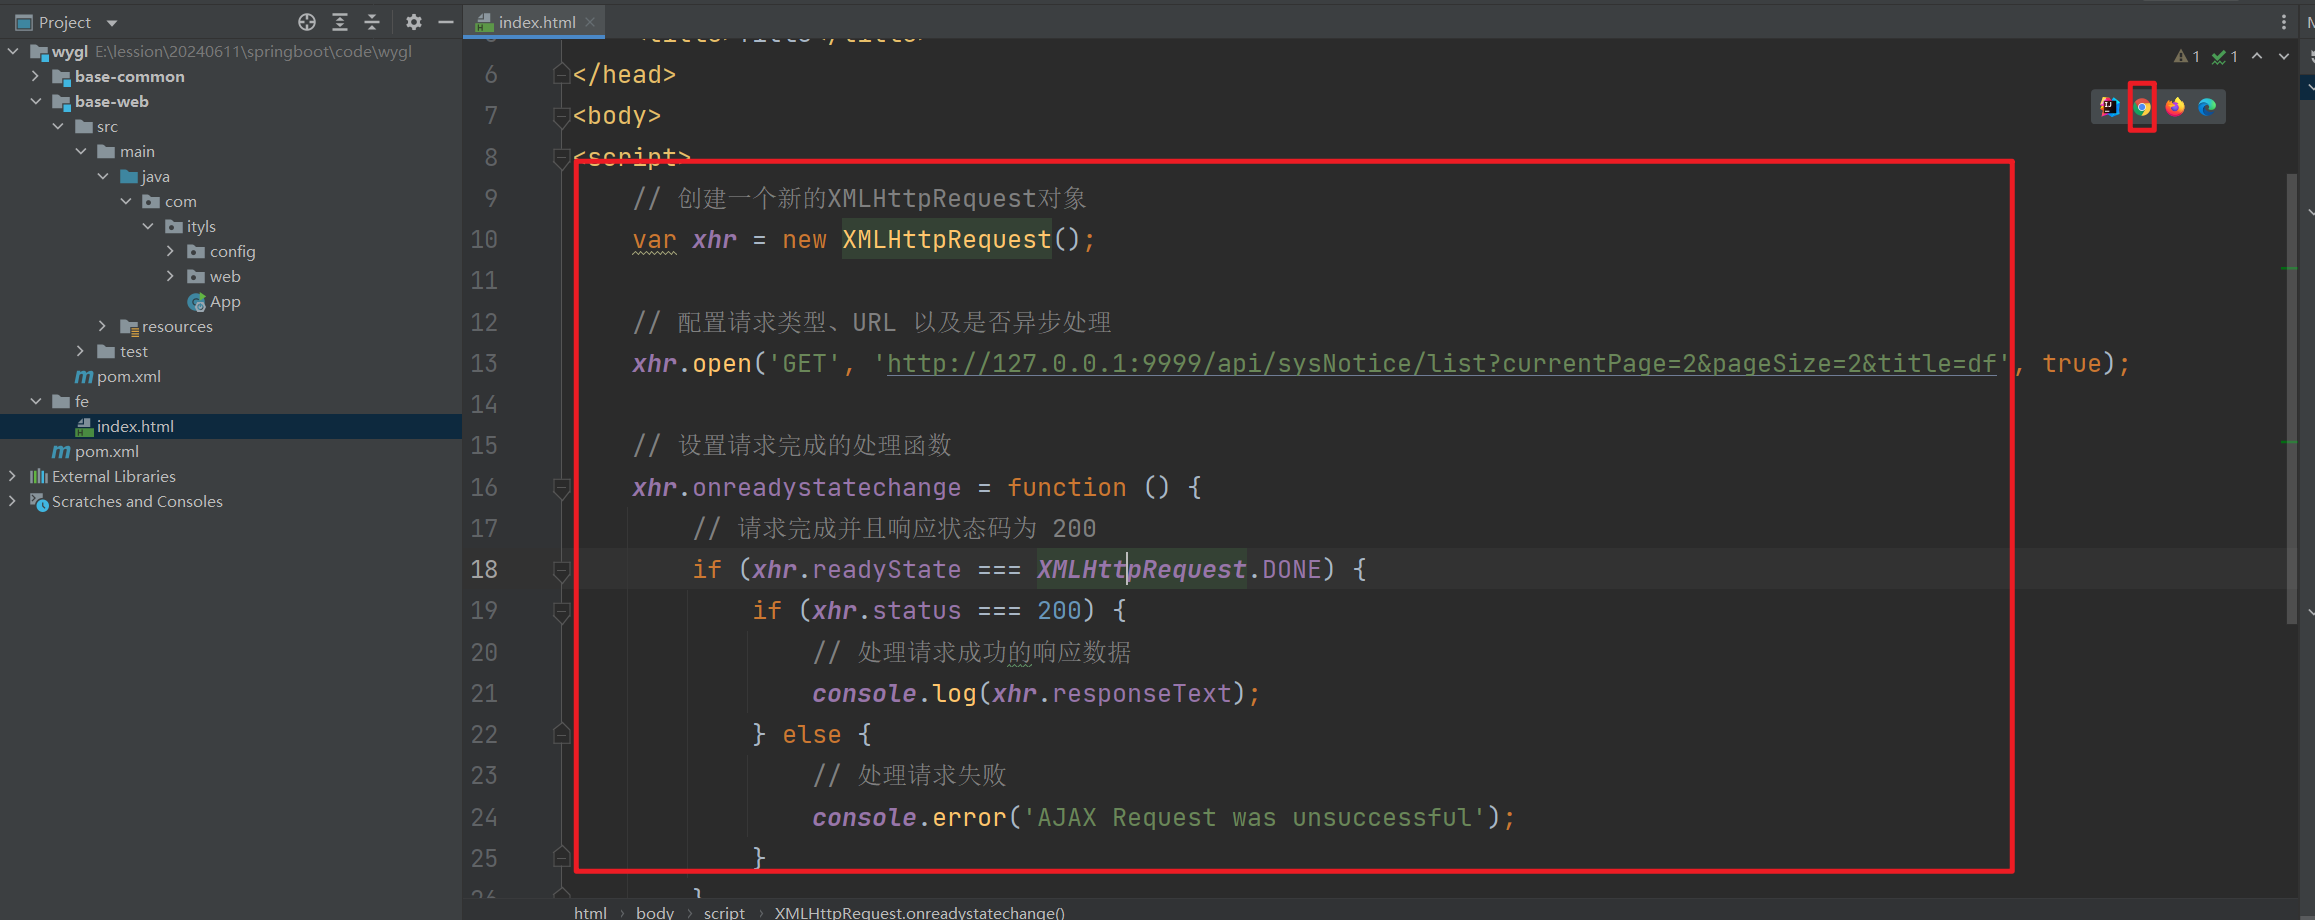 Project
index.html
wygl E:\lession\20240611\springboot\code\wygl
base-common
base-web
src
main
java
com
ityls
config
web
App
resources
test
pom.xml
fe
index.html
pom.xml
External Libraries
Scratches and Consoles
1 1
6 </head>
7 <body>
8 <script>
9 // 创建一个新的XMLHttpRequest对象
10 var xhr = new XMLHttpRequest();
11
12 // 配置请求类型、URL 以及是否异步处理
13 xhr.open('GET', 'http://127.0.0.1:9999/api/sysNotice/list?currentPage=2&pageSize=2&title=df', true);
14
15 // 设置请求完成的处理函数
16 xhr.onreadystatechange = function () {
17 // 请求完成并且响应状态码为 200
18 if (xhr.readyState === XMLHttpRequest.DONE) {
19 if (xhr.status === 200) {
20 // 处理请求成功的响应数据
21 console.log(xhr.responseText);
22 } else {
23 // 处理请求失败
24 console.error('AJAX Request was unsuccessful');
25 }
html › body › script › XMLHttpRequest.onreadystatechange()